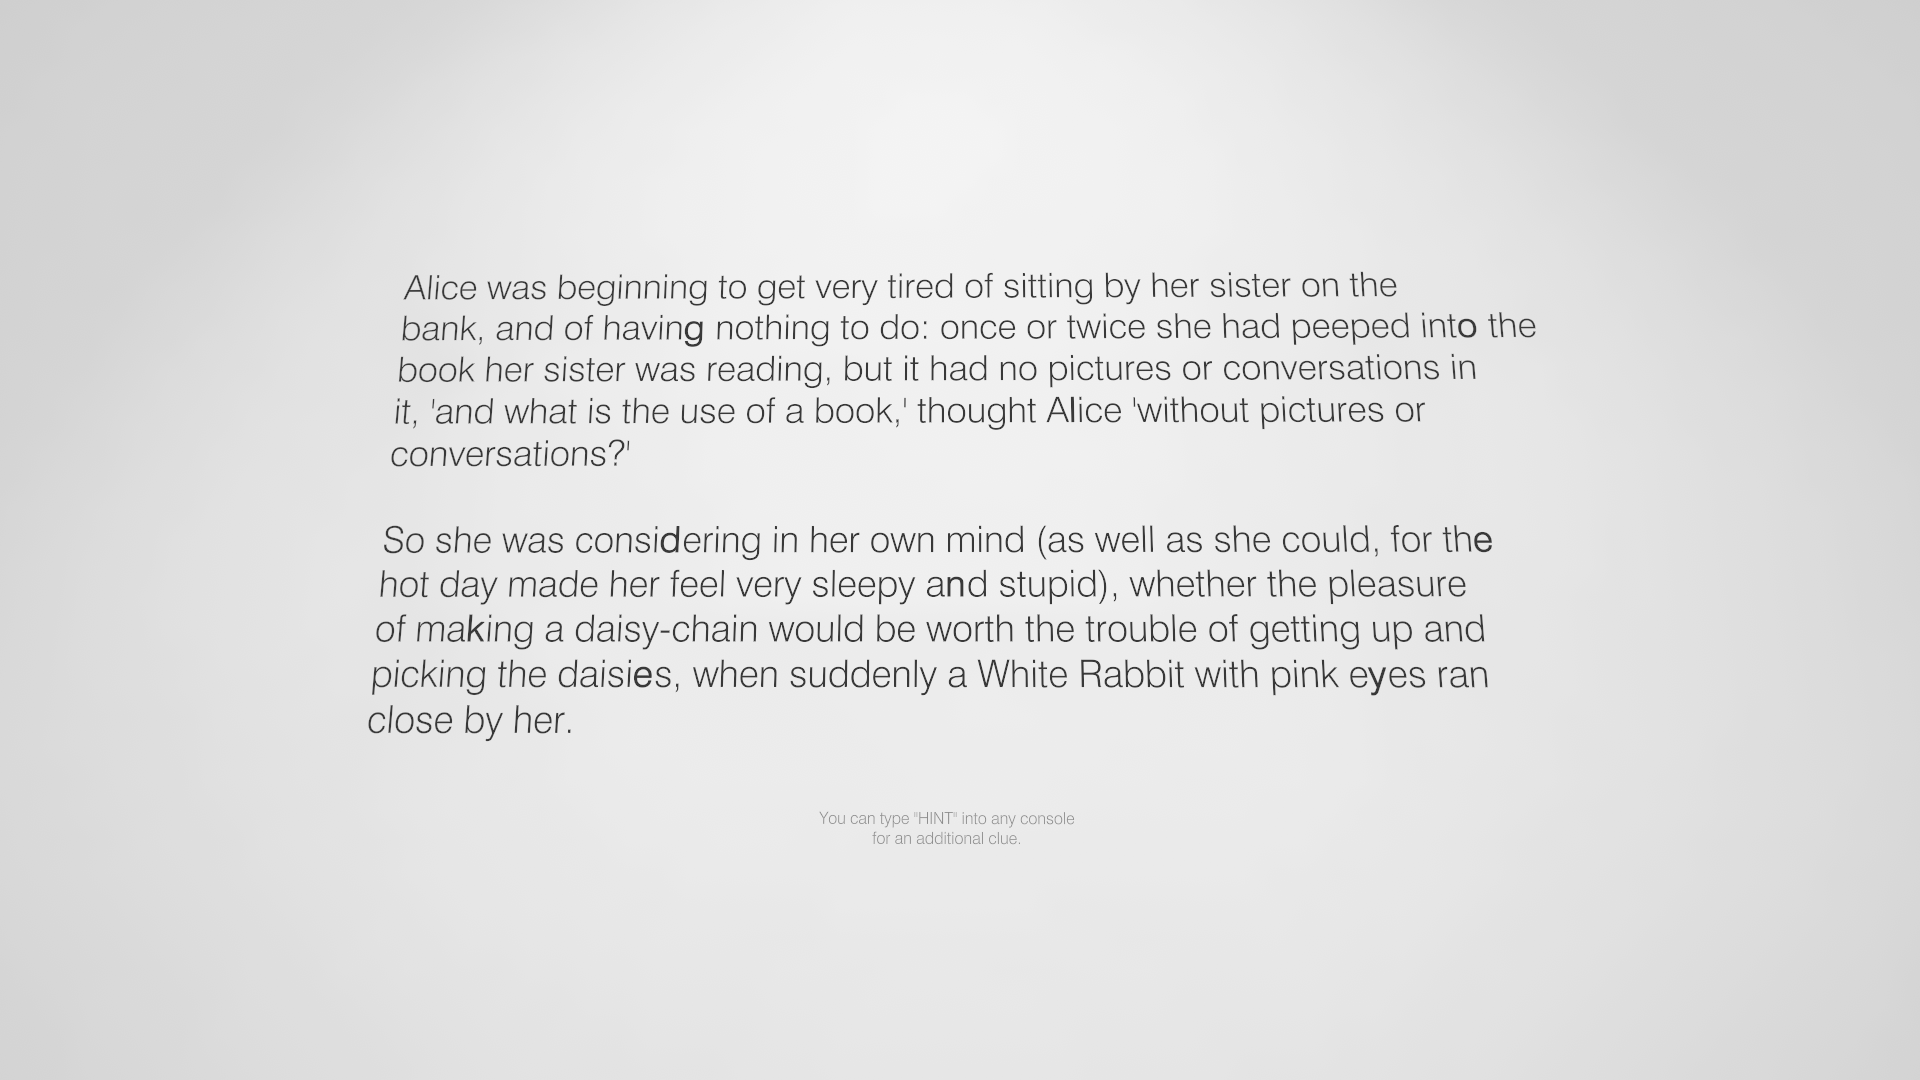 Alice was beginning to get very tired of sitting by her sister on the
bank, and of having nothing to do: once or twice she had peeped into the
book her sister was reading, but it had no pictures or conversations in
it, 'and what is the use of a book,' thought Alice 'without pictures or
conversations?'
So she was considering in her own mind (as well as she could, for the
hot day made her feel very sleepy and stupid), whether the pleasure
of making a daisy-chain would be worth the trouble of getting up and
picking the daisies, when suddenly a White Rabbit with pink eyes ran
close by her.
You can type "HINT" into any console
for an additional clue.